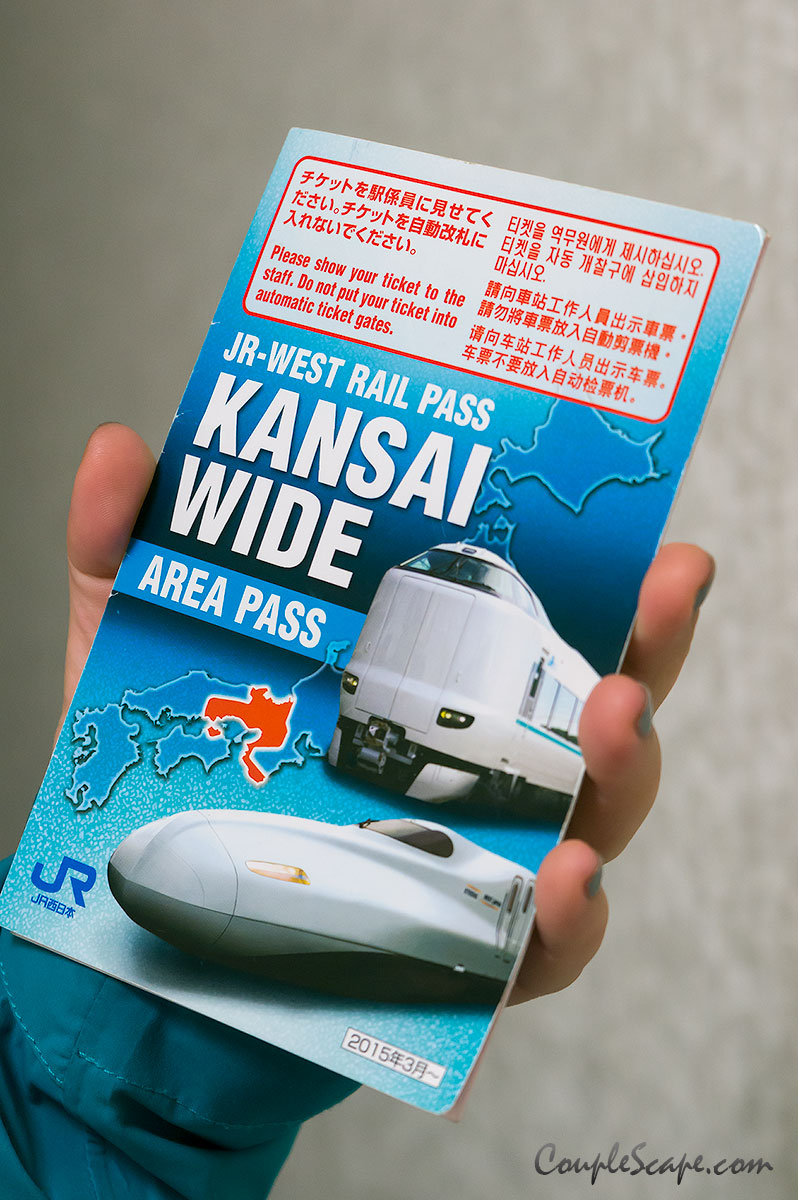 チケットを駅係員に見せてく
ださい。チケットを自動改札に
入れないでください。
Please show your ticket to the
staff. Do not put your ticket into
automatic ticket gates.
티켓을 역무원에게 제시하십시오.
티켓을 자동 개찰구에 삽입하지
마십시오.
請向車站工作人員出示車票。
請勿將車票放入自動剪票機。
请向车站工作人员出示车票。
车票不要放入自动检票机。
JR-WEST RAIL PASS
KANSAI
WIDE
AREA PASS
JR
JR西日本
2015年3月~
CoupleScape.com